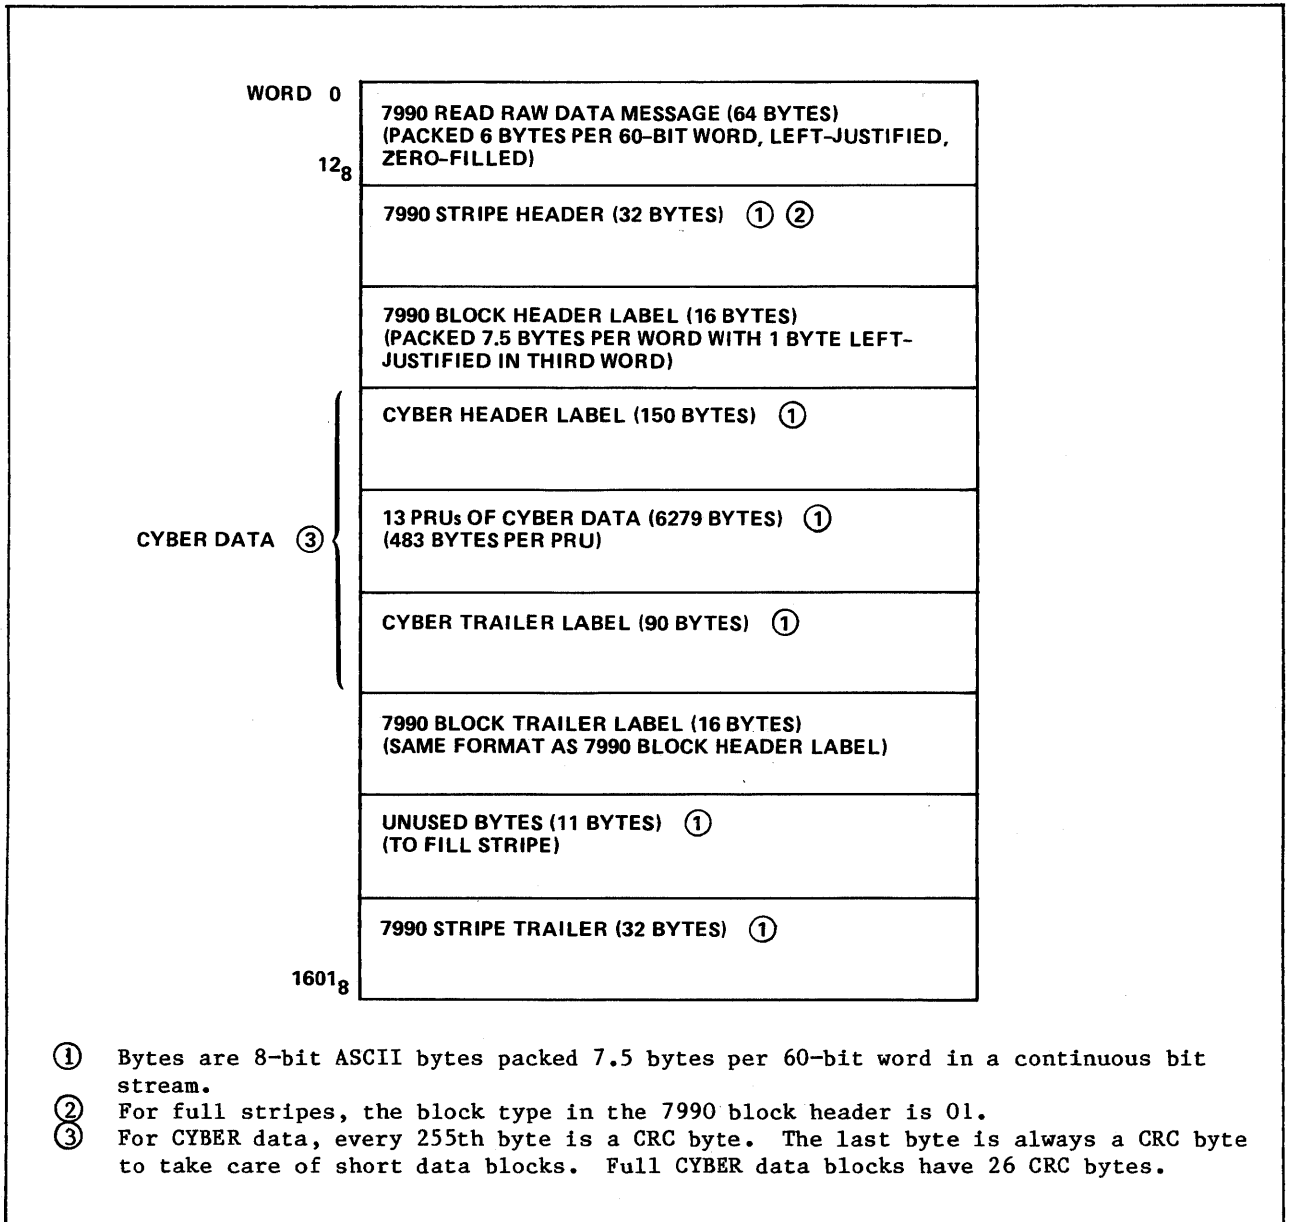 WORD 0
7990 READ RAW DATA MESSAGE (64 BYTES)
(PACKED 6 BYTES PER 60-BIT WORD, LEFT-JUSTIFIED,
ZERO-FILLED)
12₈
7990 STRIPE HEADER (32 BYTES) ① ②
7990 BLOCK HEADER LABEL (16 BYTES)
(PACKED 7.5 BYTES PER WORD WITH 1 BYTE LEFT-
JUSTIFIED IN THIRD WORD)
CYBER HEADER LABEL (150 BYTES) ①
CYBER DATA ③
13 PRUs OF CYBER DATA (6279 BYTES) ①
(483 BYTES PER PRU)
CYBER TRAILER LABEL (90 BYTES) ①
7990 BLOCK TRAILER LABEL (16 BYTES)
(SAME FORMAT AS 7990 BLOCK HEADER LABEL)
UNUSED BYTES (11 BYTES) ①
(TO FILL STRIPE)
7990 STRIPE TRAILER (32 BYTES) ①
1601₈
① Bytes are 8-bit ASCII bytes packed 7.5 bytes per 60-bit word in a continuous bit
stream.
② For full stripes, the block type in the 7990 block header is 01.
③ For CYBER data, every 255th byte is a CRC byte. The last byte is always a CRC byte
to take care of short data blocks. Full CYBER data blocks have 26 CRC bytes.